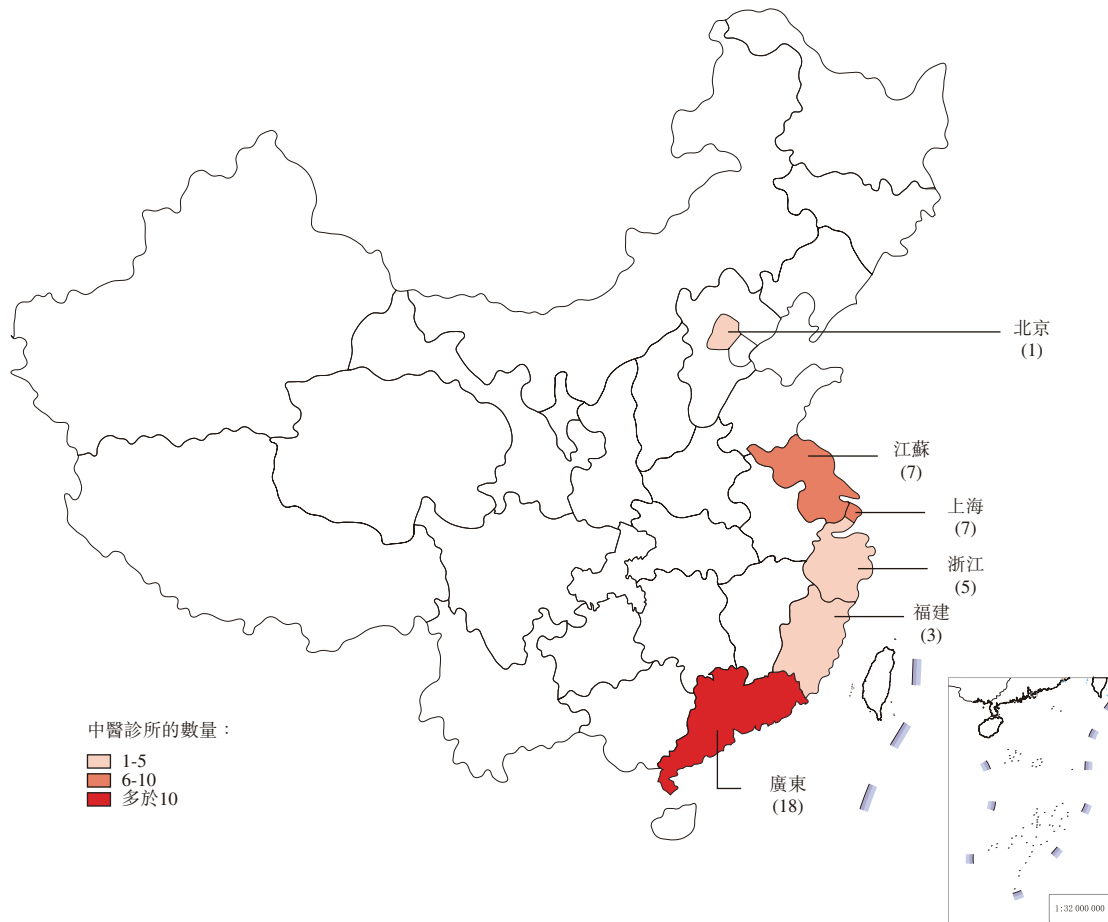 北京
(1)
江蘇
(7)
上海
(7)
浙江
(5)
福建
(3)
中醫診所的數量：
1-5
6-10
多於10
廣東
(18)
1:32 000 000